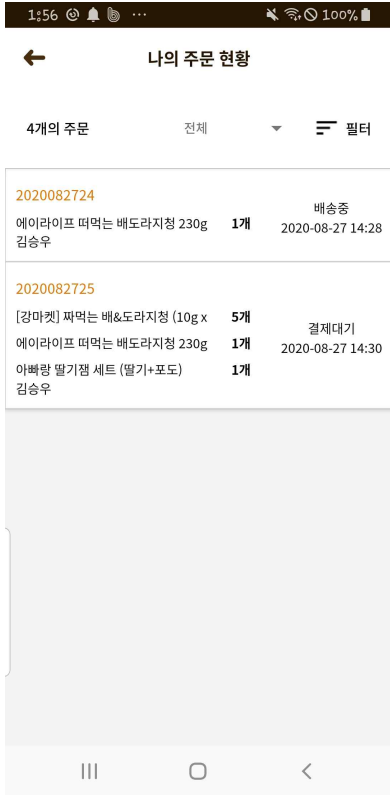 1:56 100%
나의 주문 현황
4개의 주문 전체 필터
2020082724
에이라이프 떠먹는 배도라지청 230g 1개
김승우
배송중
2020-08-27 14:28
2020082725
[강마켓] 짜먹는 배&도라지청 (10g x 5개
에이라이프 떠먹는 배도라지청 230g 1개
아빠랑 딸기잼 세트 (딸기+포도) 1개
김승우
결제대기
2020-08-27 14:30